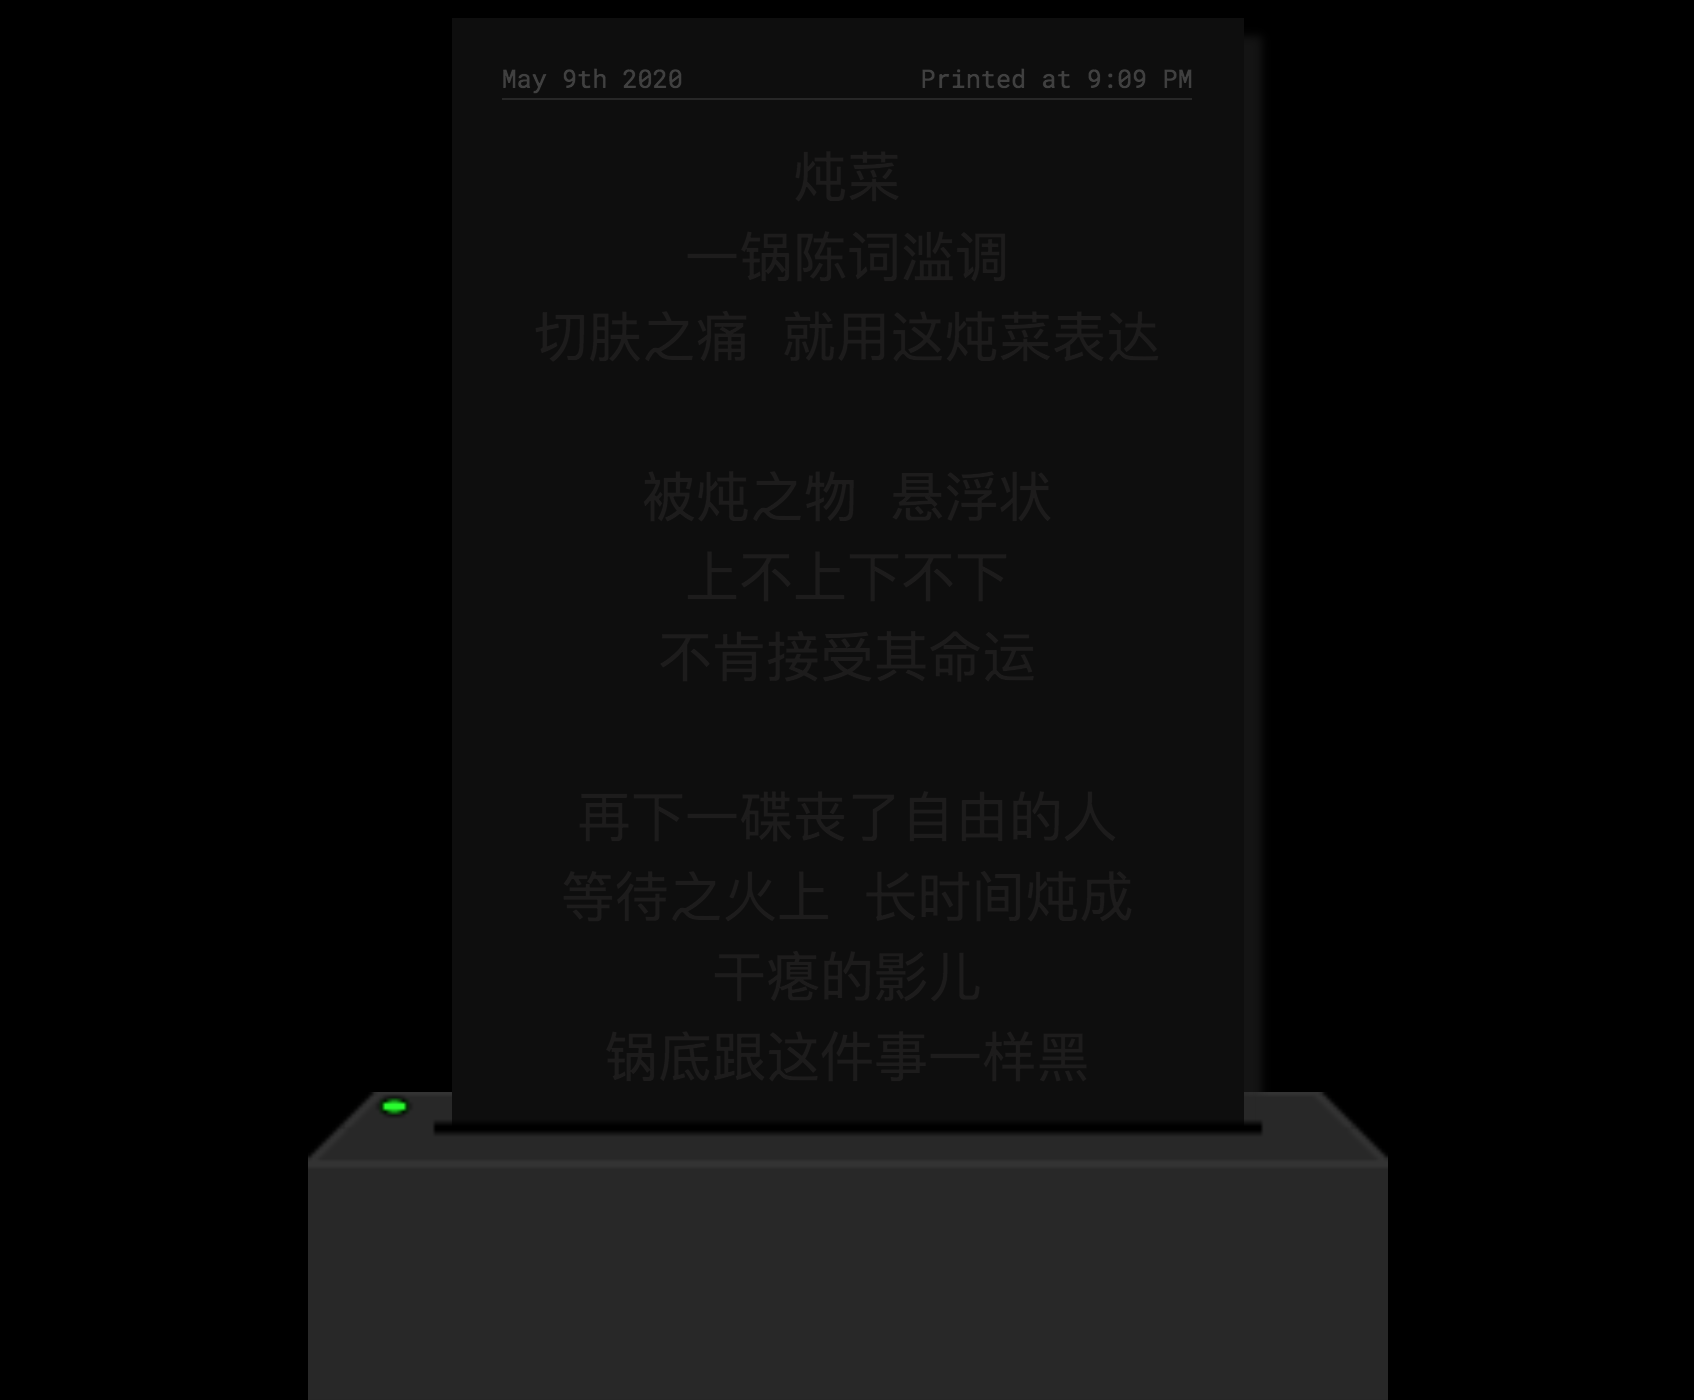 May 9th 2020 Printed at 9:09 PM
炖菜
一锅陈词滥调
切肤之痛 就用这炖菜表达
被炖之物 悬浮状
上不上下不下
不肯接受其命运
再下一碟丧了自由的人
等待之火上 长时间炖成
干瘪的影儿
锅底跟这件事一样黑